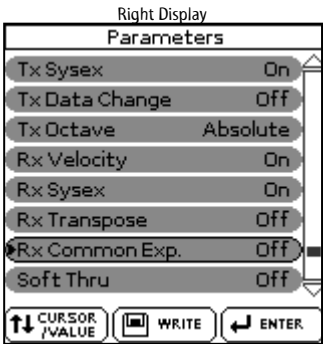 Right Display
Parameters
Tx Sysex On
Tx Data Change Off
Tx Octave Absolute
Rx Velocity On
Rx Sysex On
Rx Transpose Off
Rx Common Exp. Off
Soft Thru Off
CURSOR /VALUE WRITE ENTER